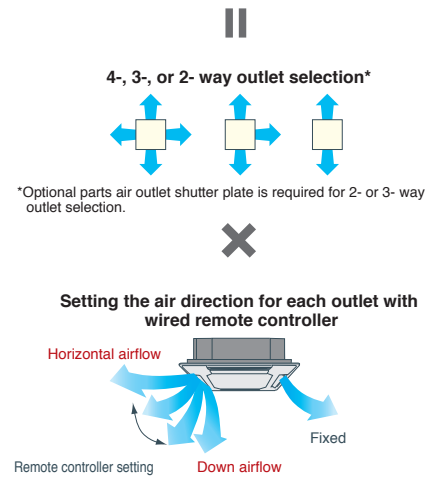 4-, 3-, or 2- way outlet selection*
*Optional parts air outlet shutter plate is required for 2- or 3- way
outlet selection.
Setting the air direction for each outlet with
wired remote controller
Horizontal airflow
Fixed
Remote controller setting
Down airflow